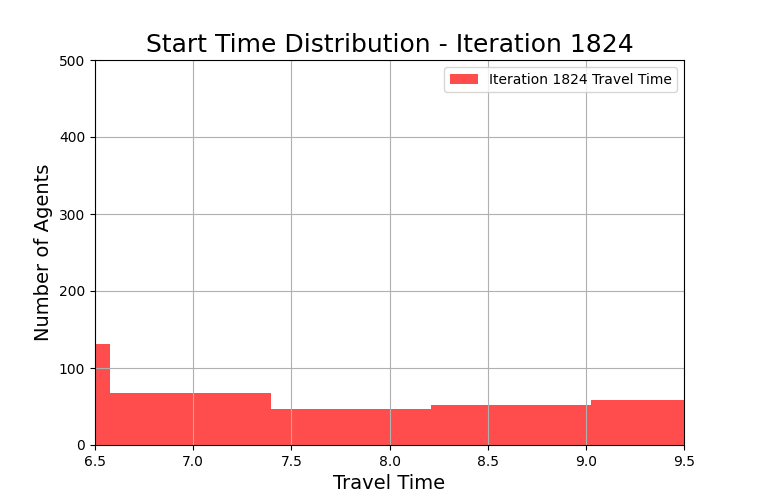 Start Time Distribution - Iteration 1824
Iteration 1824 Travel Time
Number of Agents
500
400
300
200
100
0
6.5 7.0 7.5 8.0 8.5 9.0 9.5
Travel Time